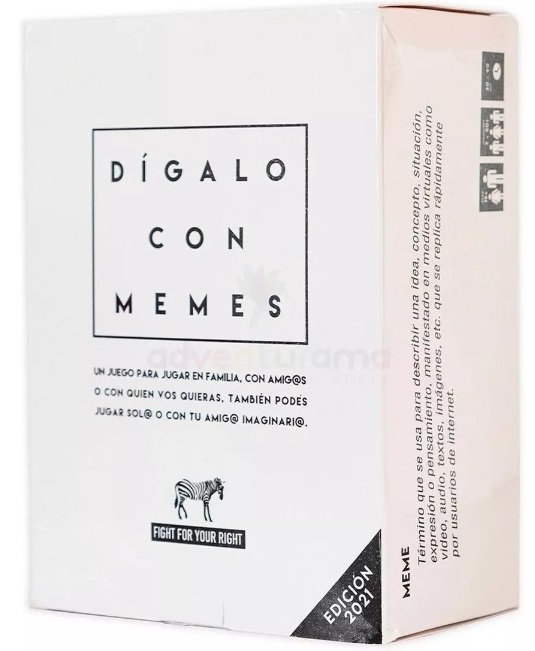 DÍGALO
CON
MEMES
UN JUEGO PARA JUGAR EN FAMILIA, CON AMIG@S
O CON QUIEN VOS QUIERAS, TAMBIÉN PODÉS
JUGAR SOL@ O CON TU AMIG@ IMAGINARI@.
FIGHT FOR YOUR RIGHT
EDICIÓN
2021
adventurama
MEME
Término que se usa para describir una idea, concepto, situación,
expresión o pensamiento, manifestado en medios virtuales como
video, audio, textos, imágenes, etc. que se replica rápidamente
por usuarios de internet.